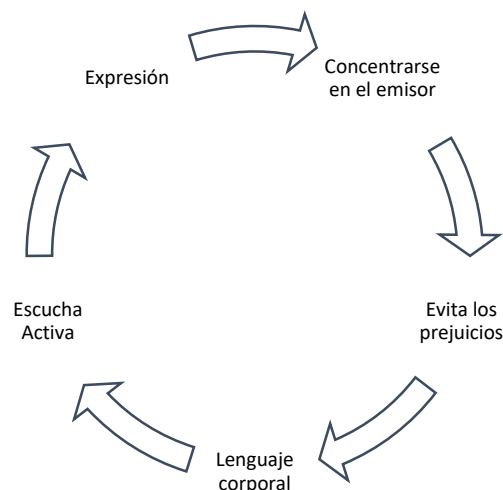 Expresión
Concentrarse
en el emisor
Evita los
prejuicios
Lenguaje
corporal
Escucha
Activa